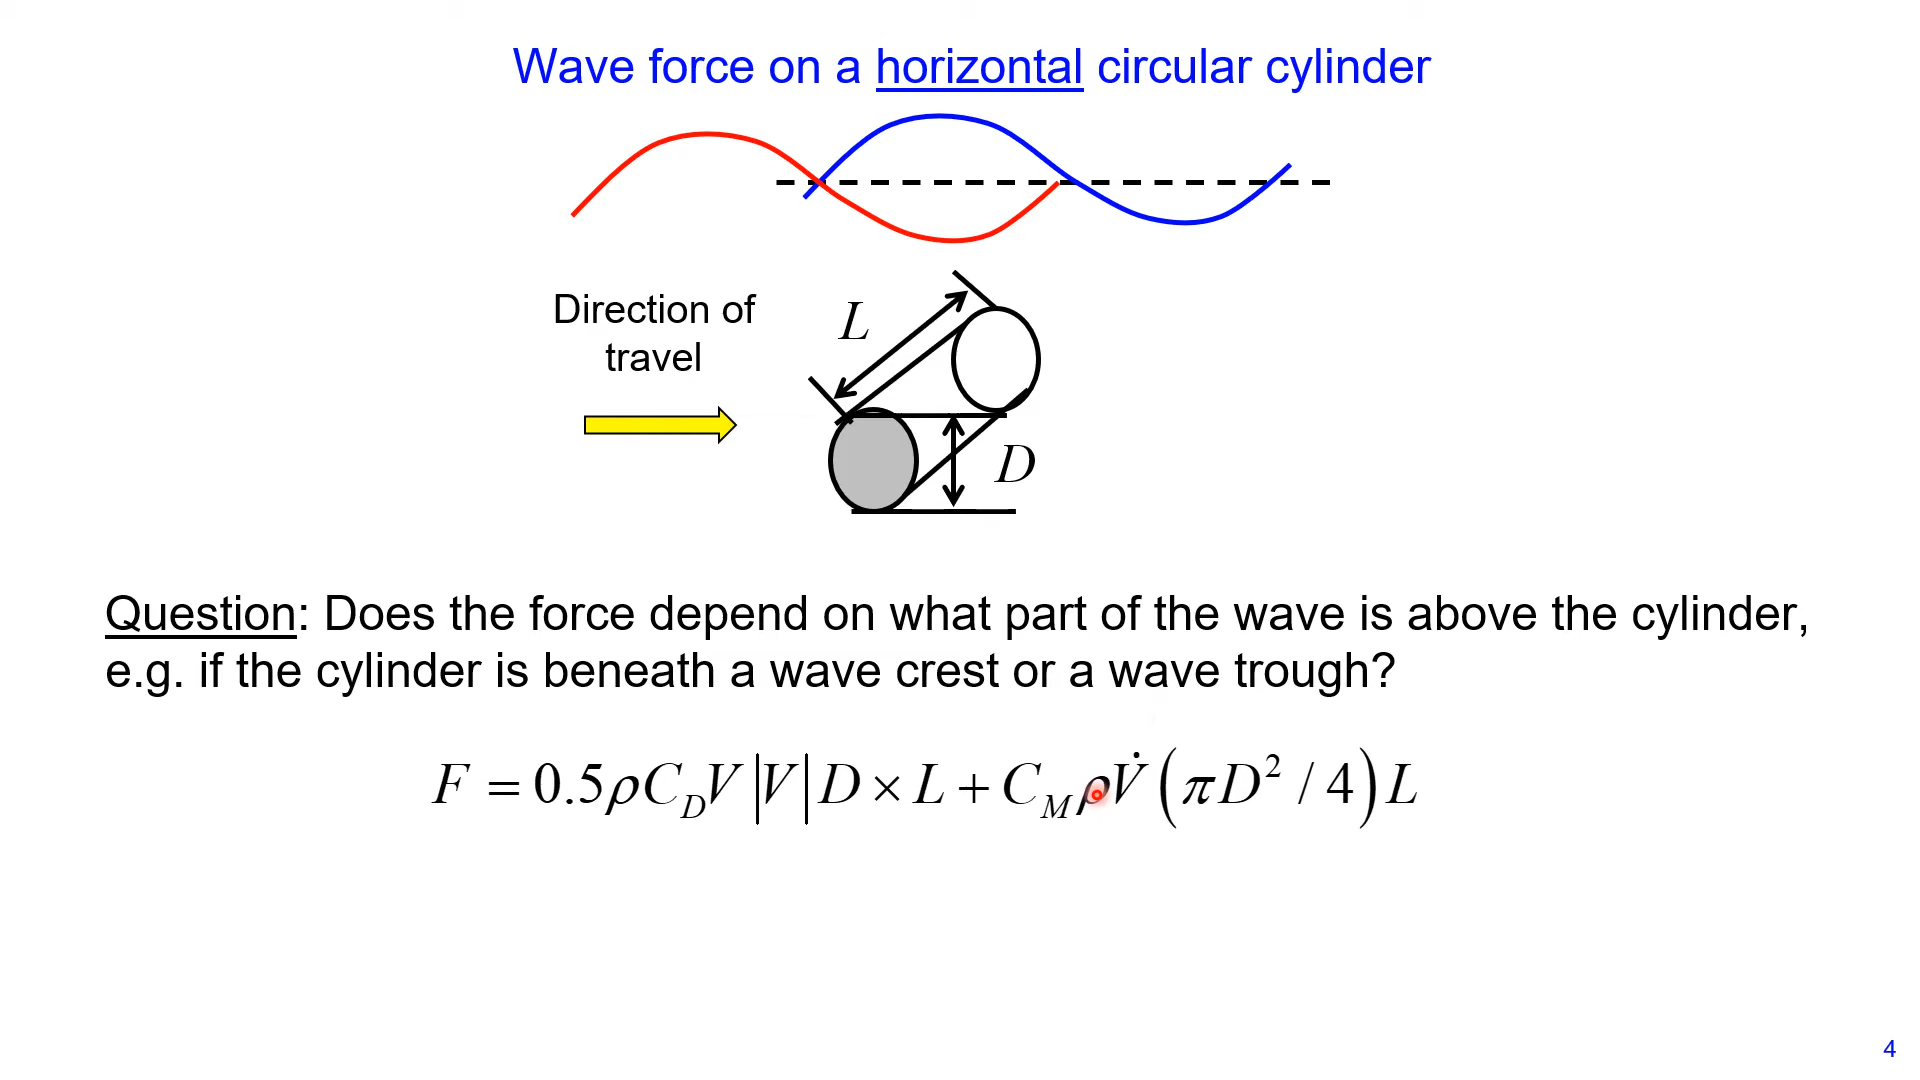 Wave force on a horizontal circular cylinder
Direction of
travel
L
D
Question: Does the force depend on what part of the wave is above the cylinder,
e.g. if the cylinder is beneath a wave crest or a wave trough?
F = 0.5ρC_D V|V|D × L + C_M ρV̇(πD² / 4)L
4